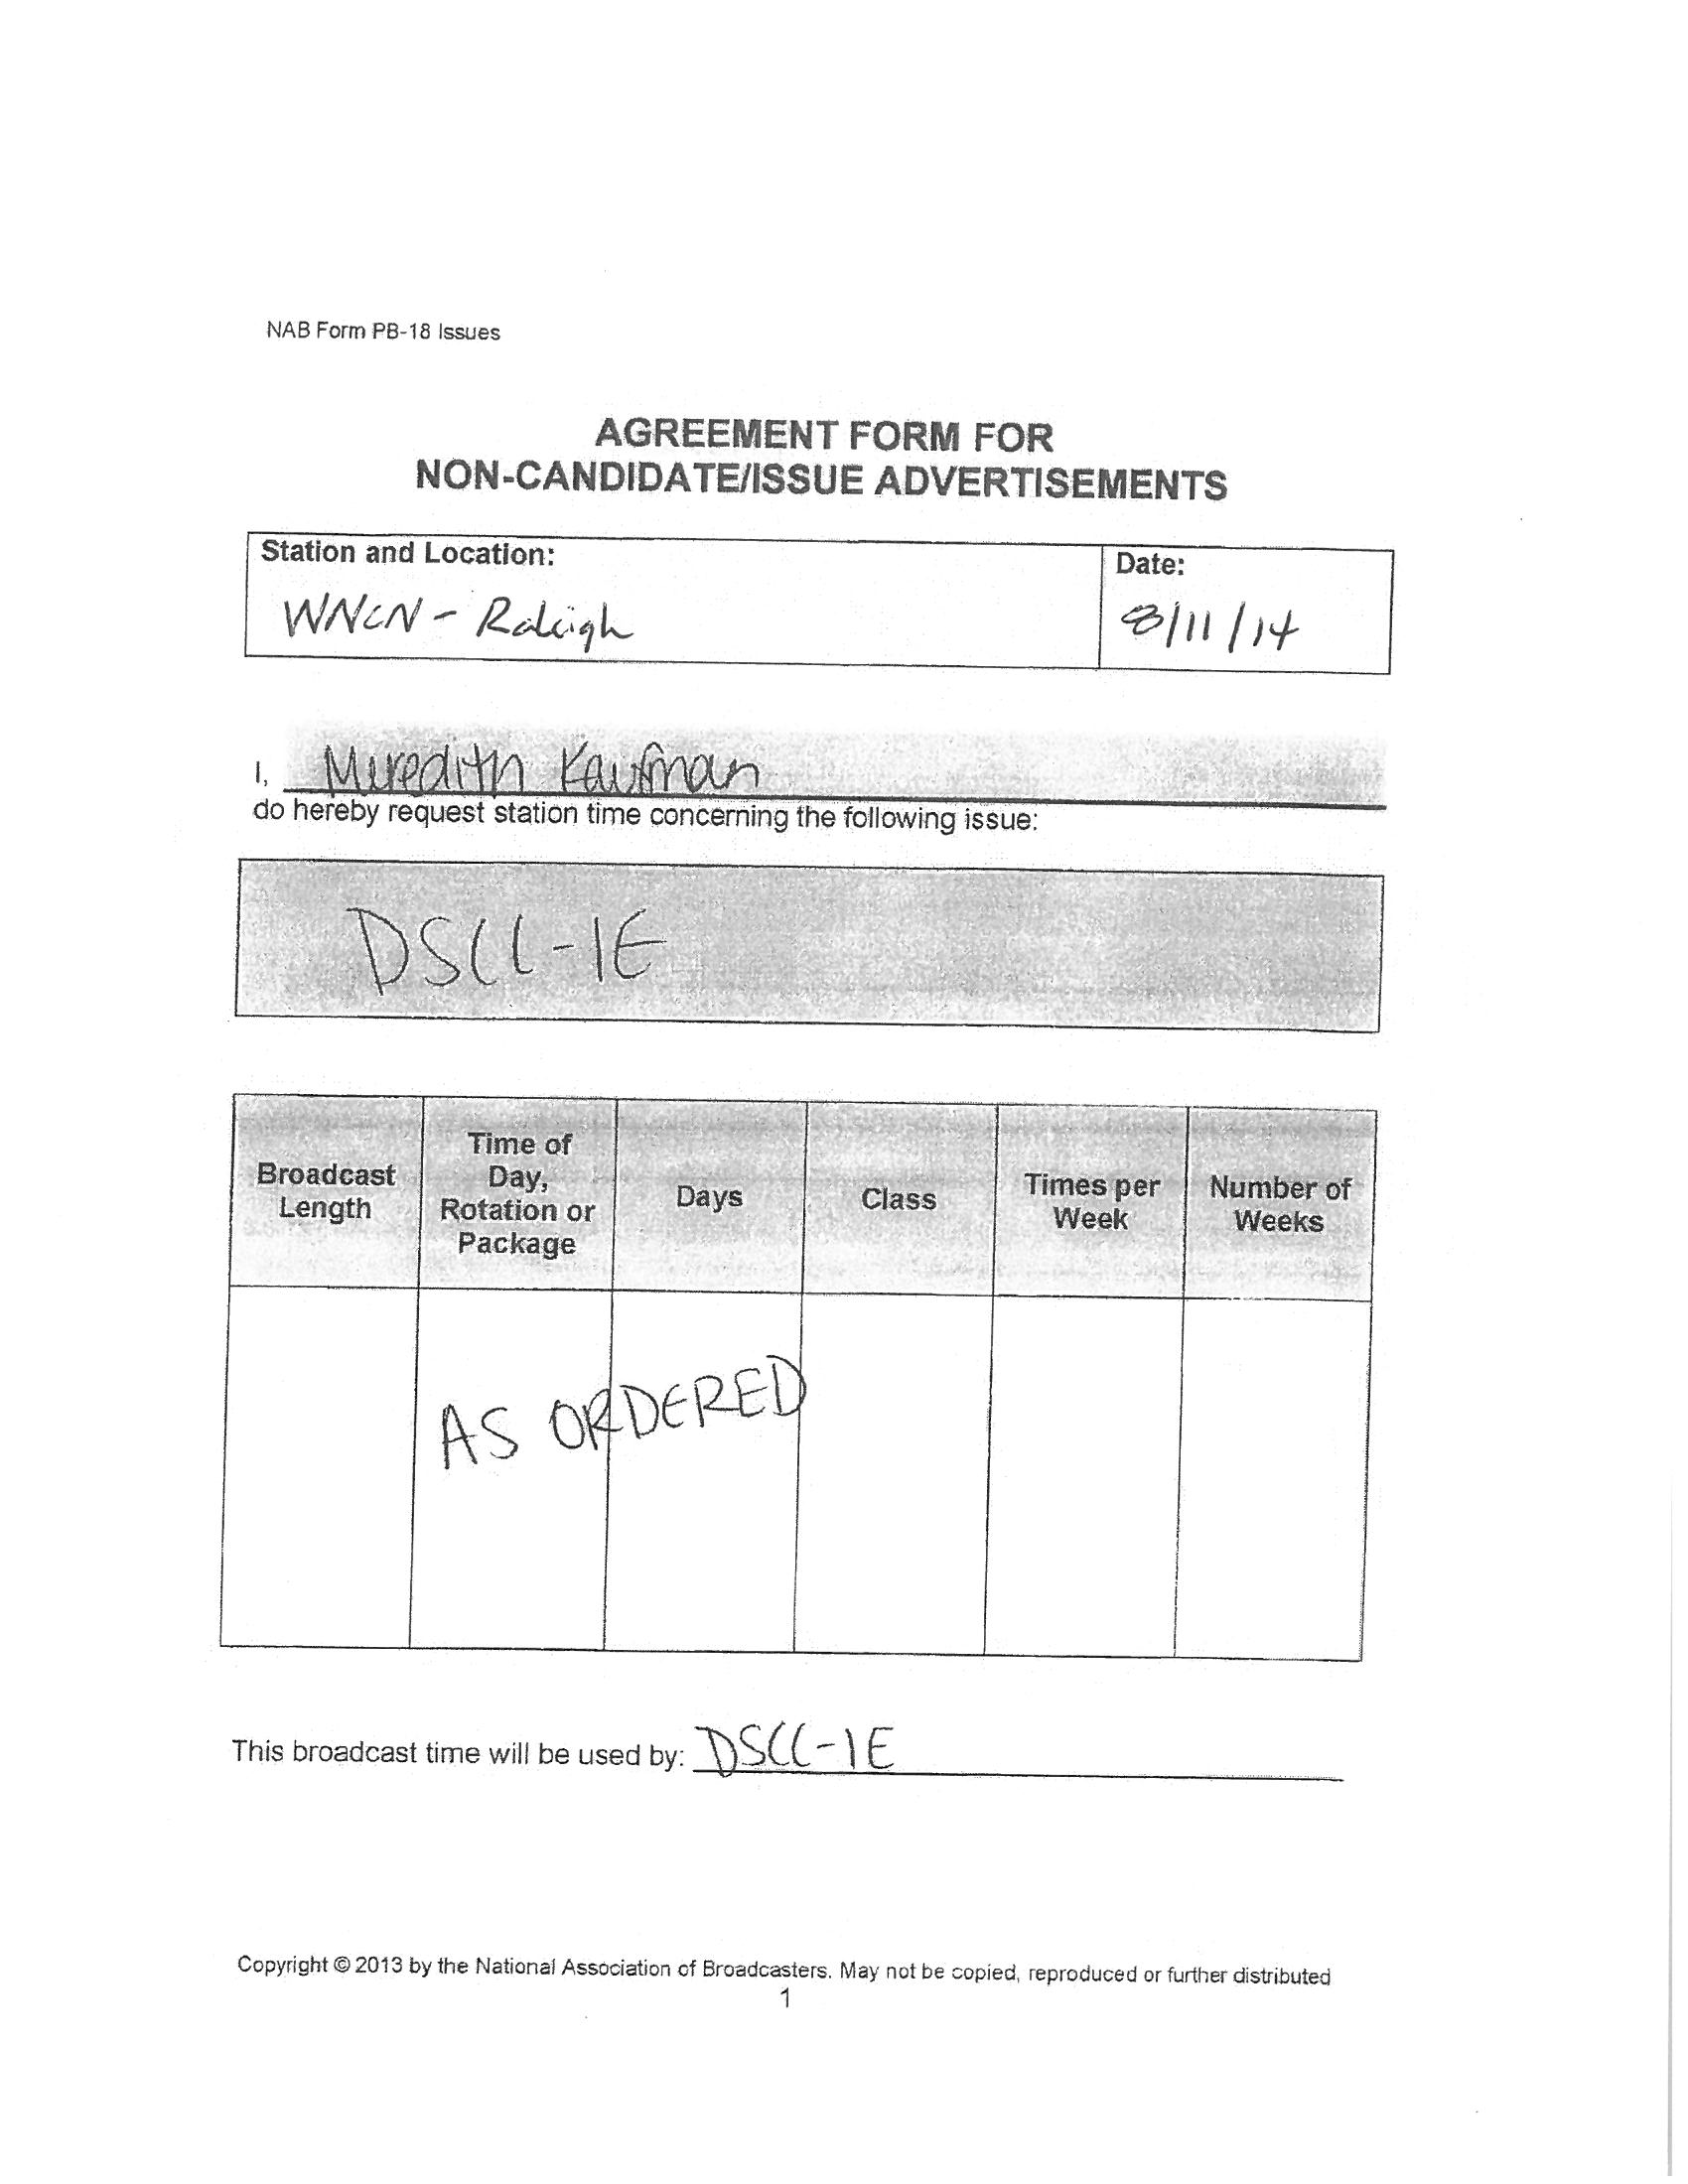 NAB Form PB-18 Issues
AGREEMENT FORM FOR
NON-CANDIDATE/ISSUE ADVERTISEMENTS
Station and Location:
Date:
WNCN - Raleigh
8/11/14
I, Meredith Kaufman
do hereby request station time concerning the following issue:
DSCC-IE
Broadcast Length
Time of Day, Rotation or Package
Days
Class
Times per Week
Number of Weeks
AS ORDERED
This broadcast time will be used by: DSCC-IE
Copyright © 2013 by the National Association of Broadcasters. May not be copied, reproduced or further distributed
1